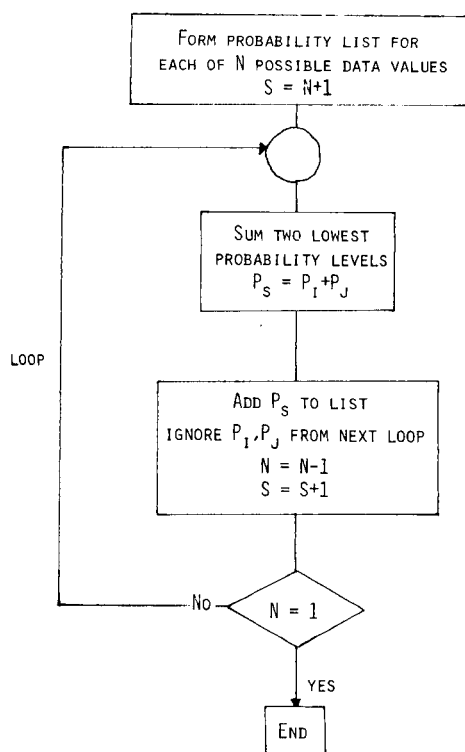 FORM PROBABILITY LIST FOR
EACH OF N POSSIBLE DATA VALUES
S = N+1
SUM TWO LOWEST
PROBABILITY LEVELS
P_S = P_I+P_J
LOOP
ADD P_S TO LIST
IGNORE P_I,P_J FROM NEXT LOOP
N = N-1
S = S+1
NO
N = 1
YES
END